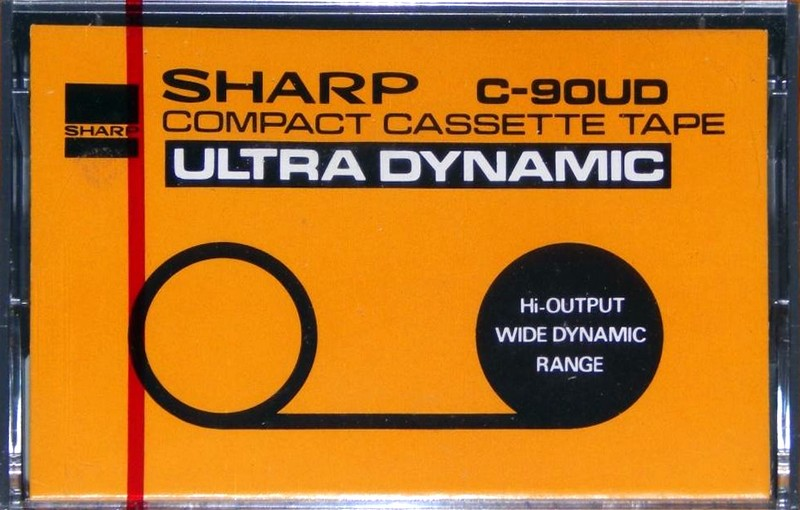 SHARP
SHARP C-90UD
COMPACT CASSETTE TAPE
ULTRA DYNAMIC
Hi-OUTPUT
WIDE DYNAMIC
RANGE